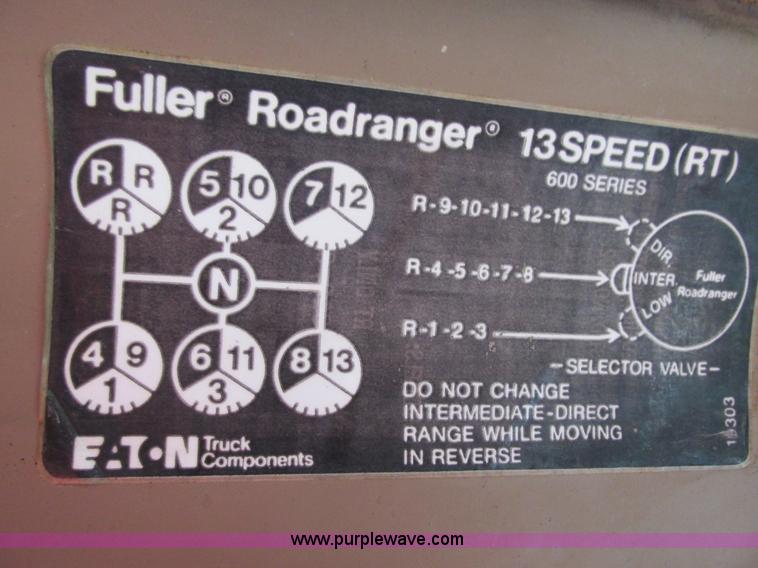 Fuller® Roadranger® 13 SPEED (RT)
600 SERIES
R R R
5 10 2
7 12
N
4 9 1
6 11 3
8 13
R-9-10-11-12-13
R-4-5-6-7-8
R-1-2-3
DIR.
INTER.
LOW
Fuller
Roadranger
-SELECTOR VALVE-
DO NOT CHANGE
INTERMEDIATE-DIRECT
RANGE WHILE MOVING
IN REVERSE
EATON Truck
Components
www.purplewave.com